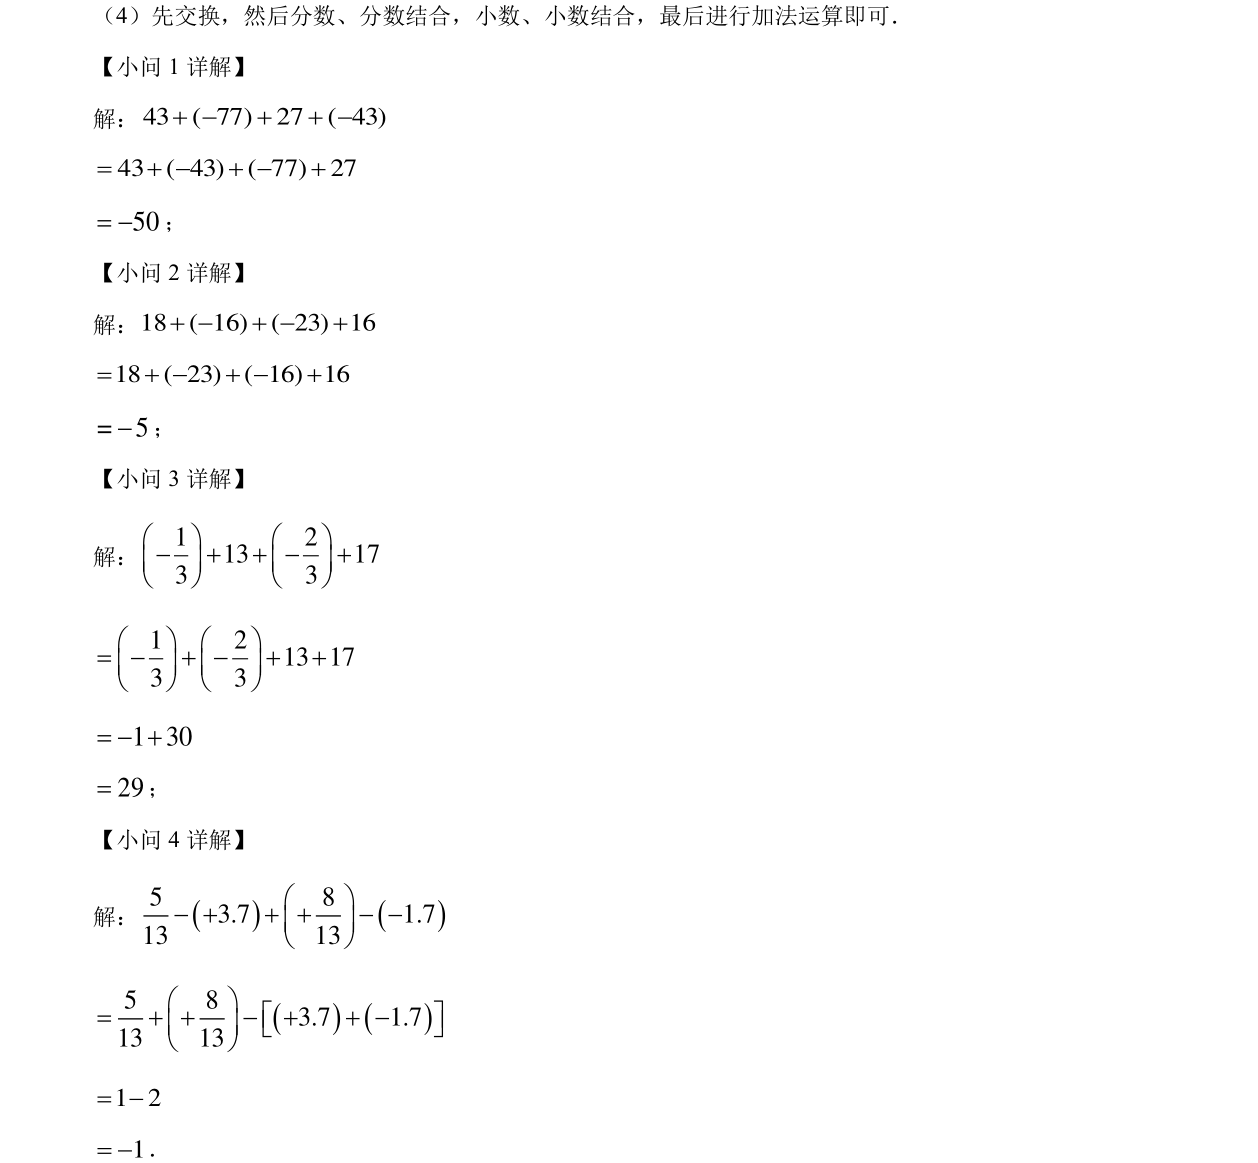 （4）先交换，然后分数、分数结合，小数、小数结合，最后进行加法运算即可．
【小问 1 详解】
解：43+(−77)+27+(−43)
=43+(−43)+(−77)+27
=−50；
【小问 2 详解】
解：18+(−16)+(−23)+16
=18+(−23)+(−16)+16
=−5；
【小问 3 详解】
解：(−1/3)+13+(−2/3)+17
=(−1/3)+(−2/3)+13+17
=−1+30
=29；
【小问 4 详解】
解：5/13−(+3.7)+(+8/13)−(−1.7)
=5/13+(+8/13)−[(+3.7)+(−1.7)]
=1−2
=−1．